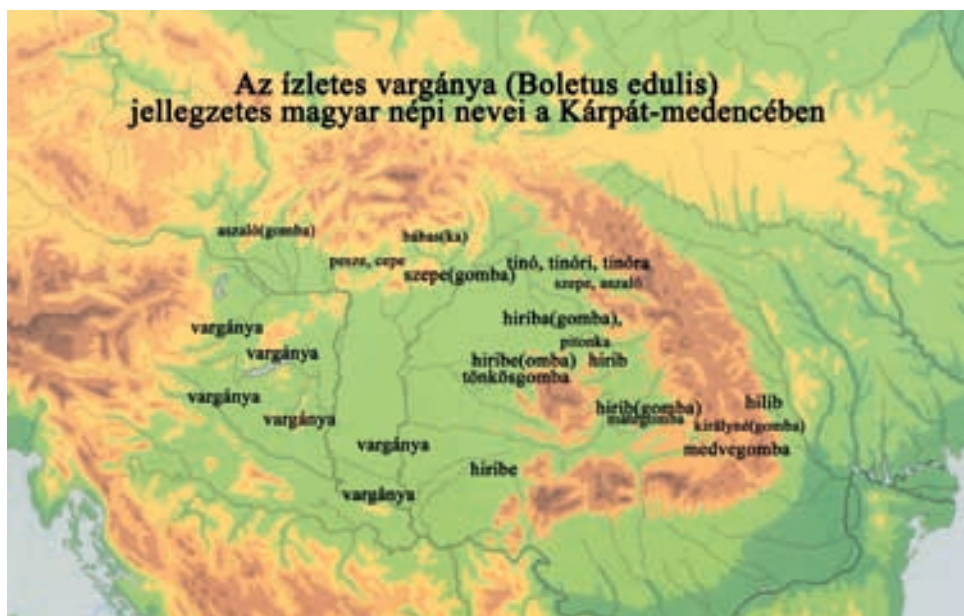 Az ízletes vargánya (Boletus edulis)
jellegzetes magyar népi nevei a Kárpát-medencében
aszaló(gomba)
bábas(ka)
pesze, cepe
szepe(gomba)
tinó, tinóri, tinóra
szepe, aszaló
hiriba(gomba),
pitonka
vargánya
vargánya
hiribe(omba)
hirib
tönkösgomba
vargánya
vargánya
hirib(gomba)
hilib
királyné(gomba)
vargánya
medvegomba
hiribe
vargánya